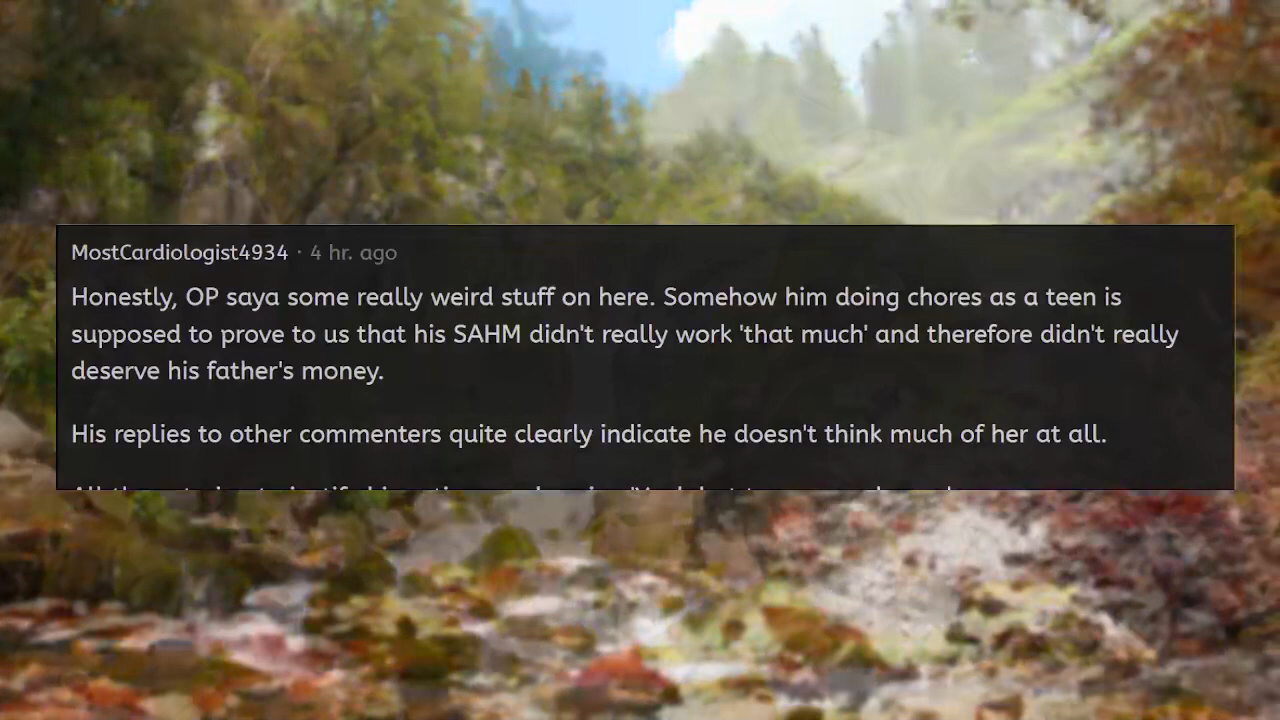 MostCardiologist4934 · 4 hr. ago
Honestly, OP saya some really weird stuff on here. Somehow him doing chores as a teen is
supposed to prove to us that his SAHM didn't really work 'that much' and therefore didn't really
deserve his father's money.
His replies to other commenters quite clearly indicate he doesn't think much of her at all.